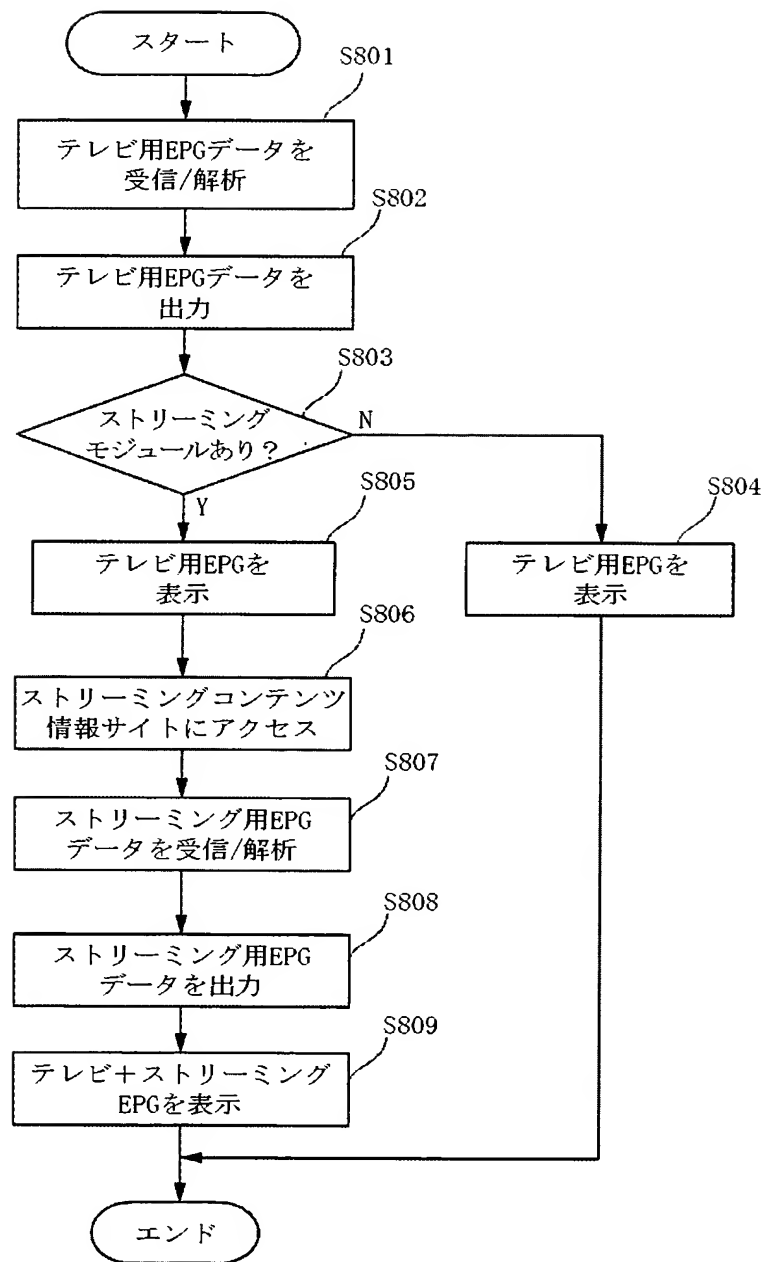 スタート
S801
テレビ用EPGデータを
受信/解析
S802
テレビ用EPGデータを
出力
S803
ストリーミング
モジュールあり?
N
Y
S805
テレビ用EPGを
表示
S804
テレビ用EPGを
表示
S806
ストリーミングコンテンツ
情報サイトにアクセス
S807
ストリーミング用EPG
データを受信/解析
S808
ストリーミング用EPG
データを出力
S809
テレビ+ストリーミング
EPGを表示
エンド